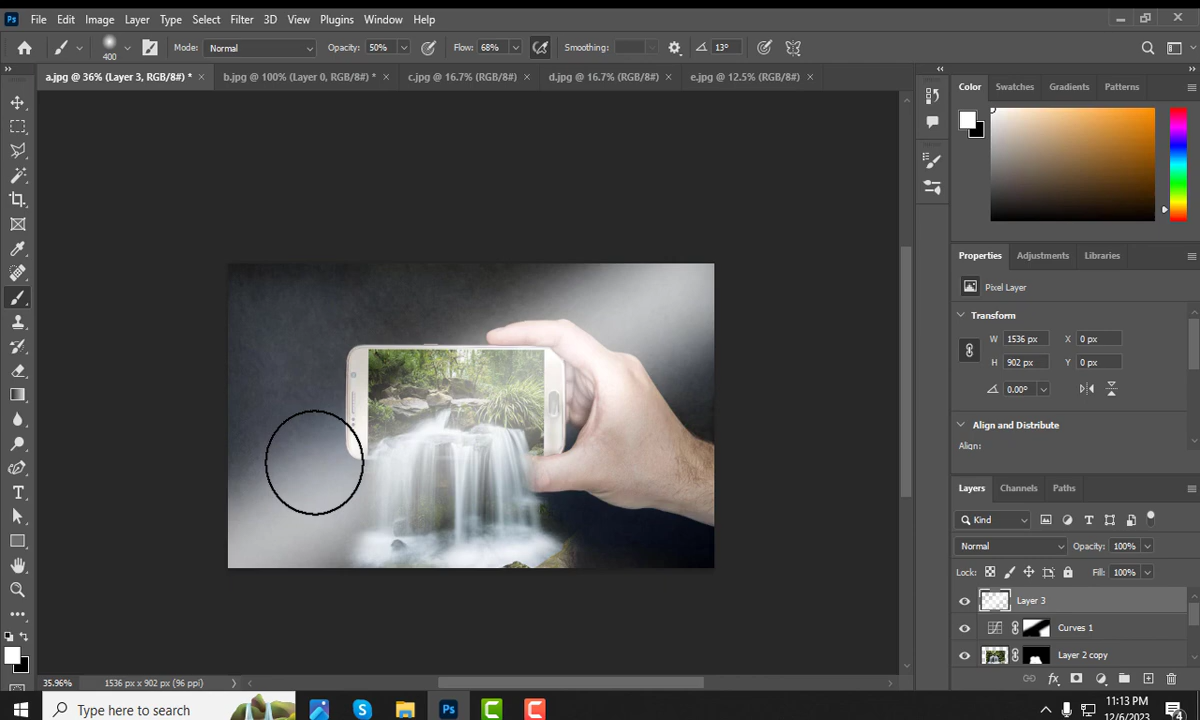 Ps File Edit Image Layer Type Select Filter 3D View Plugins Window Help
400 Mode: Normal Opacity: 50% Flow: 68% Smoothing: 13°
a.jpg @ 36% (Layer 3, RGB/8#) * × b.jpg @ 100% (Layer 0, RGB/8#) * × c.jpg @ 16.7% (RGB/8#) × d.jpg @ 16.7% (RGB/8#) × e.jpg @ 12.5% (RGB/8#) ×
Color Swatches Gradients Patterns
Properties Adjustments Libraries
Pixel Layer
Transform
W 1536 px X 0 px
H 902 px Y 0 px
0.00° 
Align and Distribute
Align:
Layers Channels Paths
Kind
Normal Opacity: 100%
Lock: Fill: 100%
Layer 3
Curves 1
Layer 2 copy
35.96% 1536 px x 902 px (96 ppi)
Type here to search
Ps
11:13 PM
12/6/2023
4